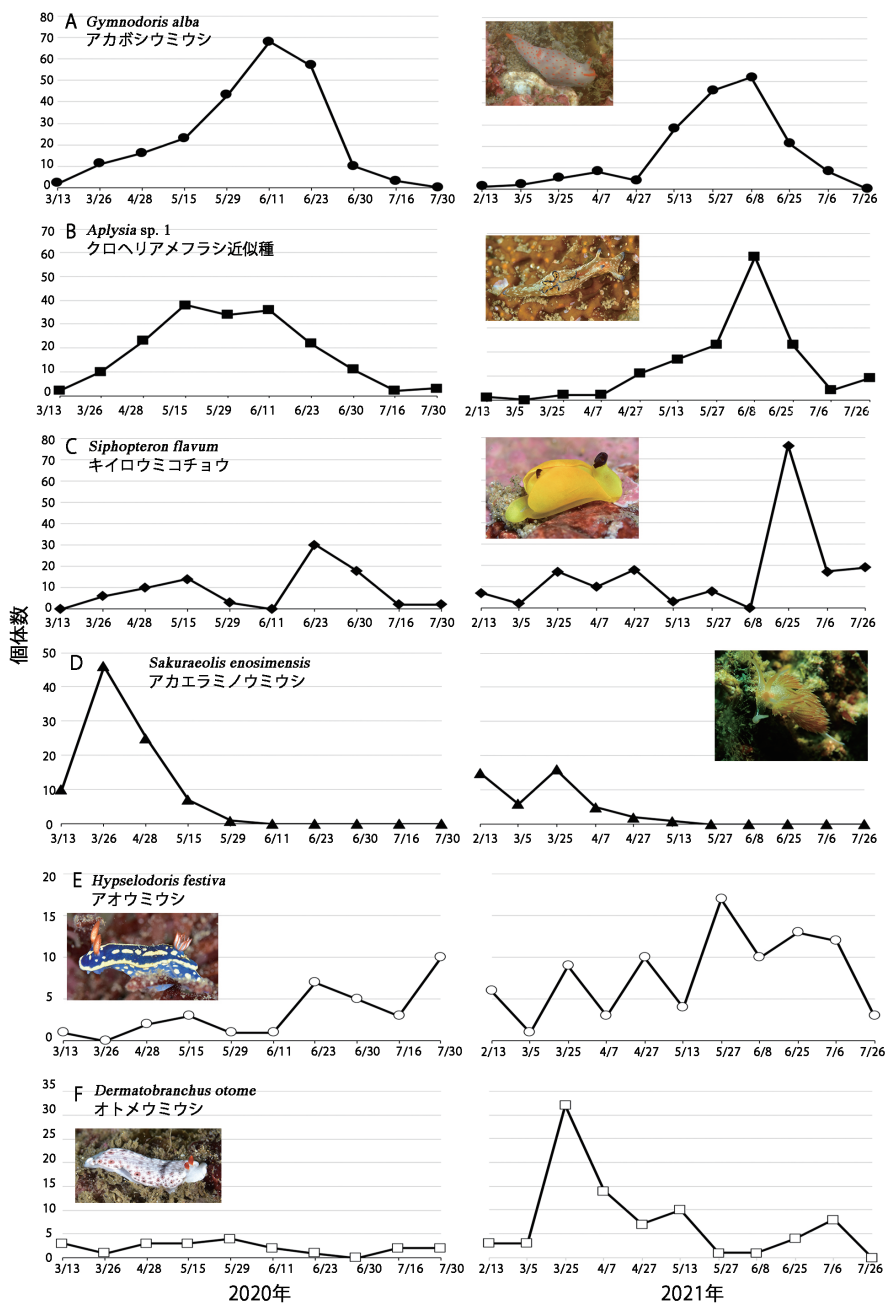 A Gymnodoris alba
アカボシウミウシ
80
70
60
50
40
30
20
10
0
3/13 3/26 4/28 5/15 5/29 6/11 6/23 6/30 7/16 7/30
2/13 3/5 3/25 4/7 4/27 5/13 5/27 6/8 6/25 7/6 7/26
B Aplysia sp. 1
クロヘリアメフラシ近似種
70
60
50
40
30
20
10
0
3/13 3/26 4/28 5/15 5/29 6/11 6/23 6/30 7/16 7/30
2/13 3/5 3/25 4/7 4/27 5/13 5/27 6/8 6/25 7/6 7/26
C Siphopteron flavum
キイロウミコチョウ
80
70
60
50
40
30
20
10
0
3/13 3/26 4/28 5/15 5/29 6/11 6/23 6/30 7/16 7/30
2/13 3/5 3/25 4/7 4/27 5/13 5/27 6/8 6/25 7/6 7/26
個体数
D Sakuraeolis enosimensis
アカエラミノウミウシ
50
40
30
20
10
0
3/13 3/26 4/28 5/15 5/29 6/11 6/23 6/30 7/16 7/30
2/13 3/5 3/25 4/7 4/27 5/13 5/27 6/8 6/25 7/6 7/26
E Hypselodoris festiva
アオウミウシ
20
15
10
5
0
3/13 3/26 4/28 5/15 5/29 6/11 6/23 6/30 7/16 7/30
2/13 3/5 3/25 4/7 4/27 5/13 5/27 6/8 6/25 7/6 7/26
F Dermatobranchus otome
オトメウミウシ
35
30
25
20
15
10
5
0
3/13 3/26 4/28 5/15 5/29 6/11 6/23 6/30 7/16 7/30
2/13 3/5 3/25 4/7 4/27 5/13 5/27 6/8 6/25 7/6 7/26
2020年
2021年